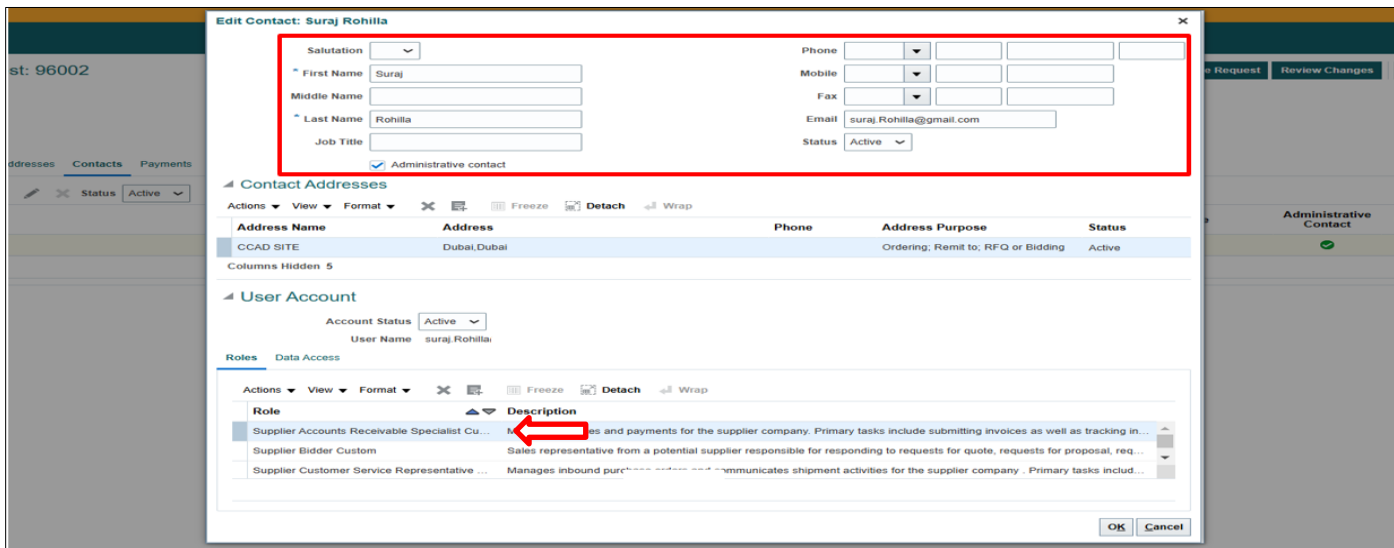 Edit Contact: Suraj Rohilla
st: 96002
e Request Review Changes
Salutation
* First Name Suraj
Middle Name
* Last Name Rohilla
Job Title
Administrative contact
Phone
Mobile
Fax
Email suraj.Rohilla@gmail.com
Status Active
ddresses Contacts Payments
Status Active
Administrative
Contact
Contact Addresses
Actions View Format Freeze Detach Wrap
Address Name Address Phone Address Purpose Status
CCAD SITE Dubai,Dubai Ordering; Remit to; RFQ or Bidding Active
Columns Hidden 5
User Account
Account Status Active
User Name suraj.Rohilla
Roles Data Access
Actions View Format Freeze Detach Wrap
Role Description
Supplier Accounts Receivable Specialist Cu... es and payments for the supplier company. Primary tasks include submitting invoices as well as tracking in...
Supplier Bidder Custom Sales representative from a potential supplier responsible for responding to requests for quote, requests for proposal, req...
Supplier Customer Service Representative ... Manages inbound purchase orders and communicates shipment activities for the supplier company . Primary tasks includ...
OK Cancel